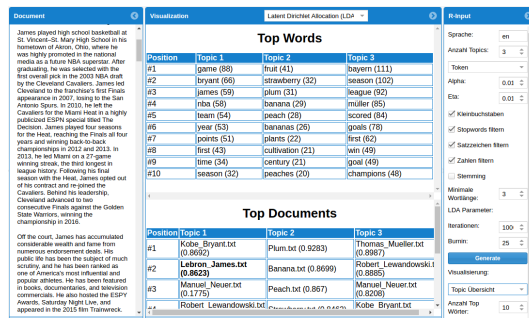 Document
James played high school basketball at
St. Vincent–St. Mary High School in his
hometown of Akron, Ohio, where he
was highly promoted in the national
media as a future NBA superstar. After
graduating, he was selected with the
first overall pick in the 2003 NBA draft
by the Cleveland Cavaliers. James led
Cleveland to the franchise's first Finals
appearance in 2007, losing to the San
Antonio Spurs. In 2010, he left the
Cavaliers for the Miami Heat in a highly
publicized ESPN special titled The
Decision. James played four seasons
for the Heat, reaching the Finals all four
years and winning back-to-back
championships in 2012 and 2013. In
2013, he led Miami on a 27-game
winning streak, the third longest in
league history. Following his final
season with the Heat, James opted out
of his contract and re-joined the
Cavaliers. Behind his leadership,
Cleveland advanced to two
consecutive Finals against the Golden
State Warriors, winning the
championship in 2016.
Off the court, James has accumulated
considerable wealth and fame from
numerous endorsement deals. His
public life has been the subject of much
scrutiny, and he has been ranked as
one of America's most influential and
popular athletes. He has been featured
in books, documentaries, and television
commercials. He also hosted the ESPY
Awards, Saturday Night Live, and
appeared in the 2015 film Trainwreck.
Visualization Latent Dirichlet Allocation (LDA
Top Words
Position Topic 1 Topic 2 Topic 3
#1 game (88) fruit (41) bayern (111)
#2 bryant (66) strawberry (32) season (102)
#3 james (59) plum (31) league (92)
#4 nba (58) banana (29) müller (85)
#5 team (54) peach (28) scored (84)
#6 year (53) bananas (26) goals (78)
#7 points (51) plants (22) first (62)
#8 first (43) cultivation (21) win (49)
#9 time (34) century (21) goal (49)
#10 season (32) peaches (20) champions (48)
Top Documents
Position Topic 1 Topic 2 Topic 3
#1 Kobe_Bryant.txt (0.8692) Plum.txt (0.9283) Thomas_Mueller.txt (0.8987)
#2 Lebron_James.txt (0.8623) Banana.txt (0.8699) Robert_Lewandowski.t (0.8885)
#3 Manuel_Neuer.txt (0.1775) Peach.txt (0.867) Manuel_Neuer.txt (0.8208)
#4 Robert_Lewandowski.txt Strawberry.txt (0.8462) Kobe_Bryant.txt
R-Input
Sprache: en
Anzahl Topics: 3
Token
Alpha: 0.01
Eta: 0.01
Kleinbuchstaben
Stopwords filtern
Satzzeichen filtern
Zahlen filtern
Stemming
Minimale
Wortlänge: 3
LDA Parameter:
Iterationen: 100
Burnin: 25
Generate
Visualisierung:
Topic Übersicht
Anzahl Top
Wörter: 10